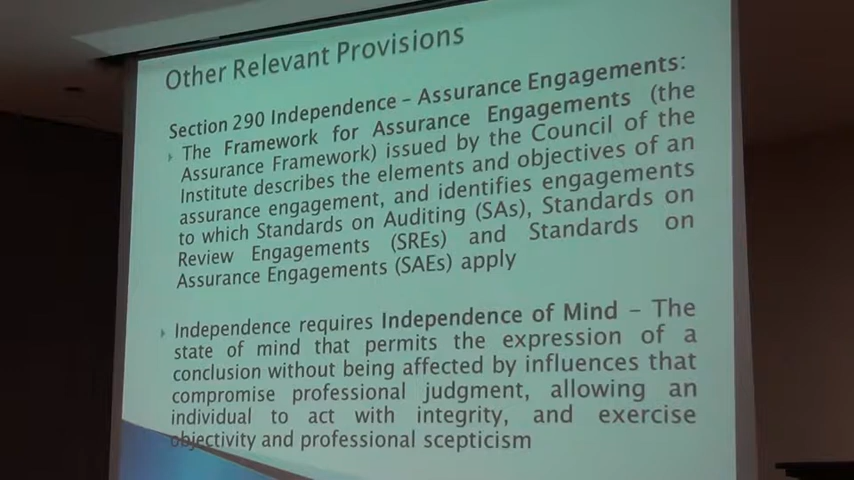 Other Relevant Provisions
Section 290 Independence – Assurance Engagements:
The Framework for Assurance Engagements (the
Assurance Framework) issued by the Council of the
Institute describes the elements and objectives of an
assurance engagement, and identifies engagements
to which Standards on Auditing (SAs), Standards on
Review Engagements (SREs) and Standards on
Assurance Engagements (SAEs) apply
Independence requires Independence of Mind – The
state of mind that permits the expression of a
conclusion without being affected by influences that
compromise professional judgment, allowing an
individual to act with integrity, and exercise
objectivity and professional scepticism